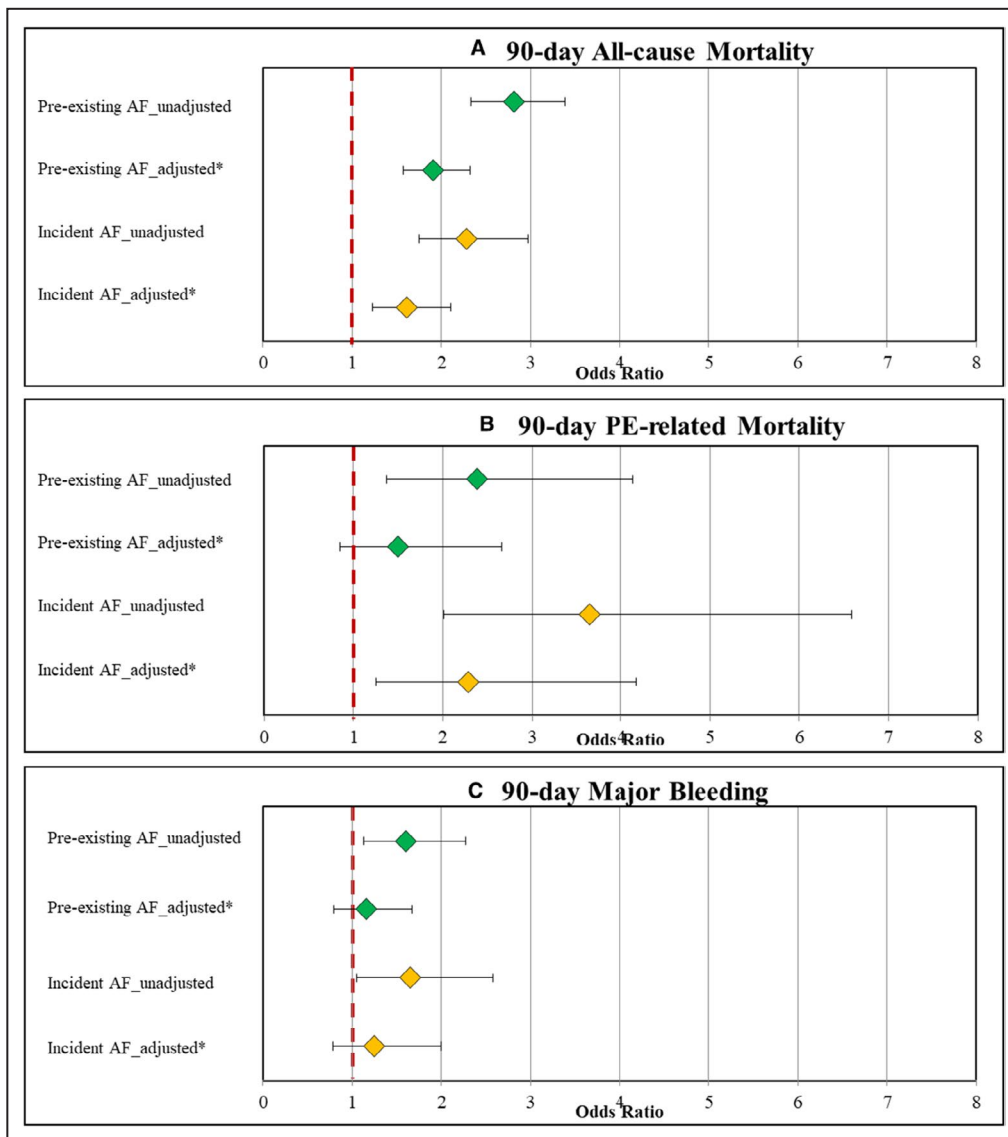 A 90-day All-cause Mortality
Pre-existing AF_unadjusted
Pre-existing AF_adjusted*
Incident AF_unadjusted
Incident AF_adjusted*
0 1 2 3 4 5 6 7 8
Odds Ratio
B 90-day PE-related Mortality
Pre-existing AF_unadjusted
Pre-existing AF_adjusted*
Incident AF_unadjusted
Incident AF_adjusted*
0 1 2 3 4 5 6 7 8
Odds Ratio
C 90-day Major Bleeding
Pre-existing AF_unadjusted
Pre-existing AF_adjusted*
Incident AF_unadjusted
Incident AF_adjusted*
0 1 2 3 4 5 6 7 8
Odds Ratio